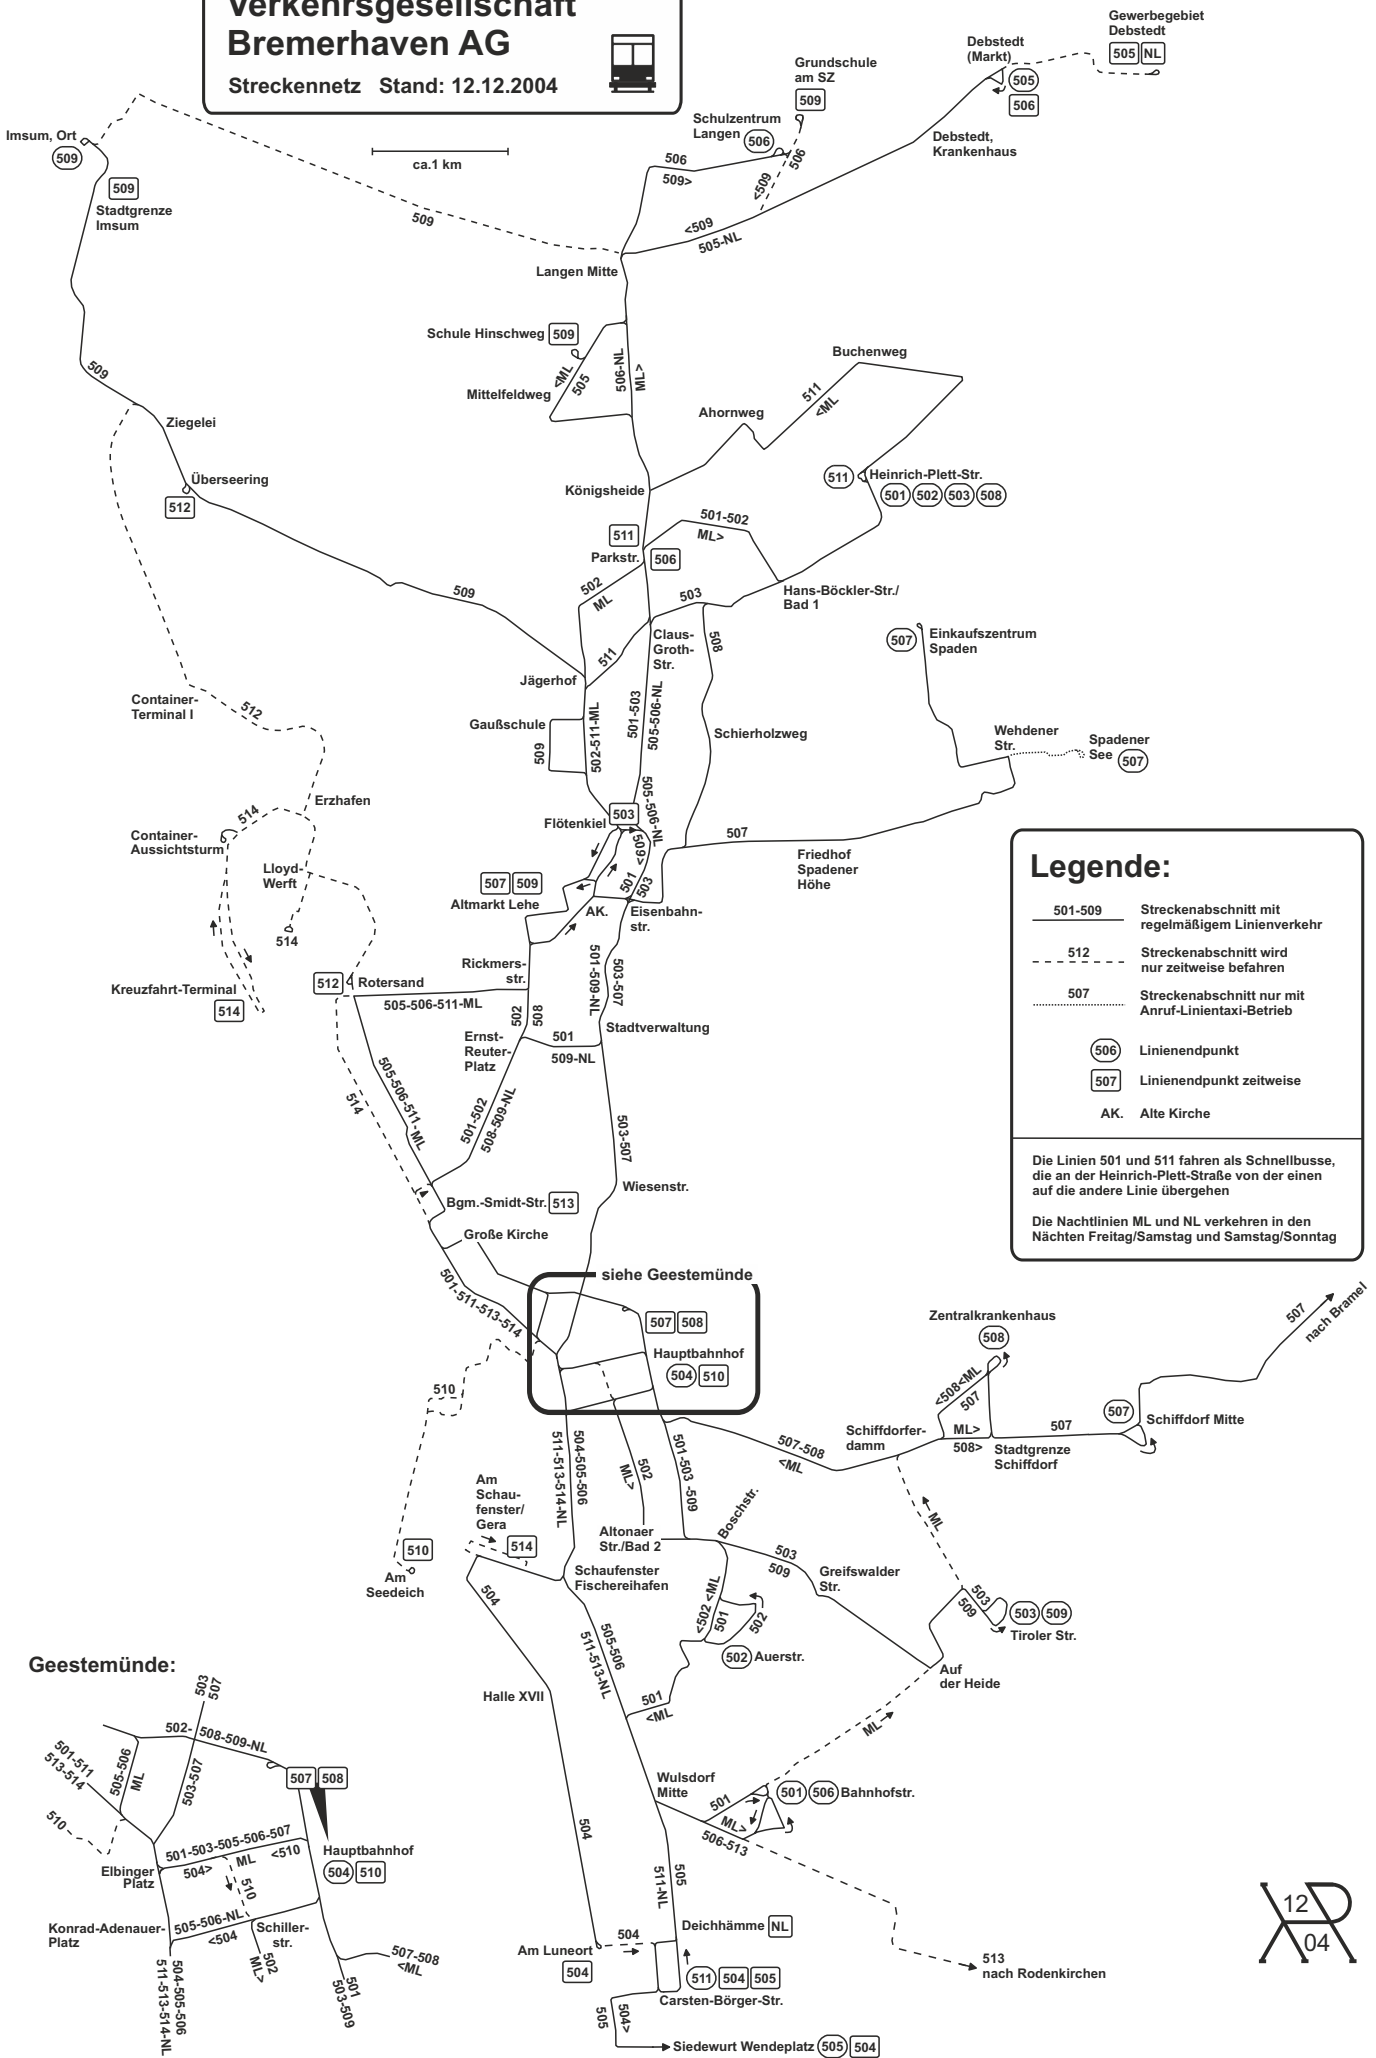 Verkehrsgesellschaft
Bremerhaven AG
Streckennetz Stand: 12.12.2004
Gewerbegebiet
Debstedt
505 NL
Debstedt
(Markt)
505
506
Grundschule
am SZ
509
Schulzentrum
Langen 506
Debstedt,
Krankenhaus
Imsum, Ort
509
509
Stadtgrenze
Imsum
ca.1 km
506
509>
<509
506
509
<509
505-NL
Langen Mitte
Schule Hinschweg 509
Mittelfeldweg
<ML
505
506-NL
ML>
509
Ziegelei
Überseering
512
Buchenweg
511
<ML
Ahornweg
Königsheide
511 Heinrich-Plett-Str.
501 502 503 508
511
Parkstr. 506
501-502
ML>
502
ML
509
503
Hans-Böckler-Str./
Bad 1
Claus-
Groth-
Str.
508
511
Jägerhof
507 Einkaufszentrum
Spaden
Container-
Terminal I
512
Gaußschule
509
502-511-ML
501-503
505-506-NL
Schierholzweg
Wehdener
Str.
Spadener
See 507
Erzhafen
514
Container-
Aussichtsturm
Lloyd-
Werft
514
503
Flötenkiel
505-506-NL
509>
501
503
507
Friedhof
Spadener
Höhe
507 509
Altmarkt Lehe
AK.
Eisenbahn-
str.
Rickmers-
str.
501-509-NL
503-507
512 Rotersand
505-506-511-ML
Kreuzfahrt-Terminal
514
502
508
Stadtverwaltung
Ernst-
Reuter-
Platz
501
509-NL
505-506-511-ML
514
501-502
508-509-NL
503-507
Wiesenstr.
Bgm.-Smidt-Str. 513
Große Kirche
501-511-513-514
siehe Geestemünde
507 508
Hauptbahnhof
504 510
Legende:
501-509 Streckenabschnitt mit
regelmäßigem Linienverkehr
512 Streckenabschnitt wird
nur zeitweise befahren
507 Streckenabschnitt nur mit
Anruf-Linientaxi-Betrieb
506 Linienendpunkt
507 Linienendpunkt zeitweise
AK. Alte Kirche
Die Linien 501 und 511 fahren als Schnellbusse,
die an der Heinrich-Plett-Straße von der einen
auf die andere Linie übergehen
Die Nachtlinien ML und NL verkehren in den
Nächten Freitag/Samstag und Samstag/Sonntag
507
nach Bramel
Zentralkrankenhaus
508
<508<ML
507
ML>
508>
507
507 Schiffdorf Mitte
Schiffdorfer-
damm
Stadtgrenze
Schiffdorf
507-508
<ML
510
511-513-514-NL
504-505-506
502
ML>
501-503-509
Am
Schau-
fenster/
Gera
514
Altonaer
Str./Bad 2
Boschstr.
503
509
Greifswalder
Str.
ML
510
Am
Seedeich
Schaufenster
Fischereihafen
504
<502 <ML
501
502
502 Auerstr.
503
509
503 509
Tiroler Str.
Auf
der Heide
505-506
511-513-NL
Halle XVII
501
<ML
ML
Wulsdorf
Mitte
501
ML>
506-513
501 506 Bahnhofstr.
504
505
511-NL
Deichhämme NL
Am Luneort
504
504
511 504 505
Carsten-Börger-Str.
505
504>
Siedewurt Wendeplatz 505 504
513
nach Rodenkirchen
12
04
Geestemünde:
503
507
502-508-509-NL
501-511
513-514
505-506
ML
503-507
507 508
510
501-503-505-506-507
504> ML <510
Hauptbahnhof
504 510
Elbinger
Platz
510
Konrad-Adenauer-
Platz
505-506-NL
<504
Schiller-
str.
502
ML>
507-508
<ML
504-505-506
511-513-514-NL
501
503-509